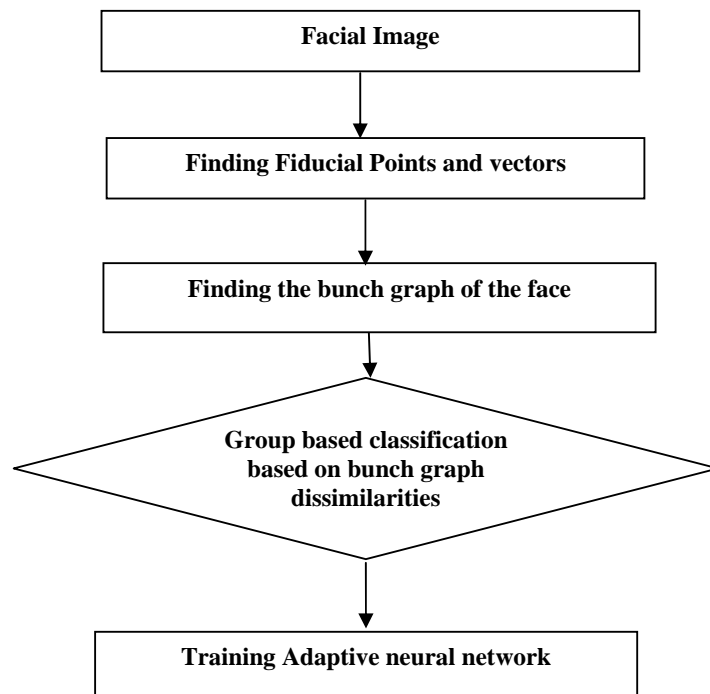 Facial Image
Finding Fiducial Points and vectors
Finding the bunch graph of the face
Group based classification
based on bunch graph
dissimilarities
Training Adaptive neural network